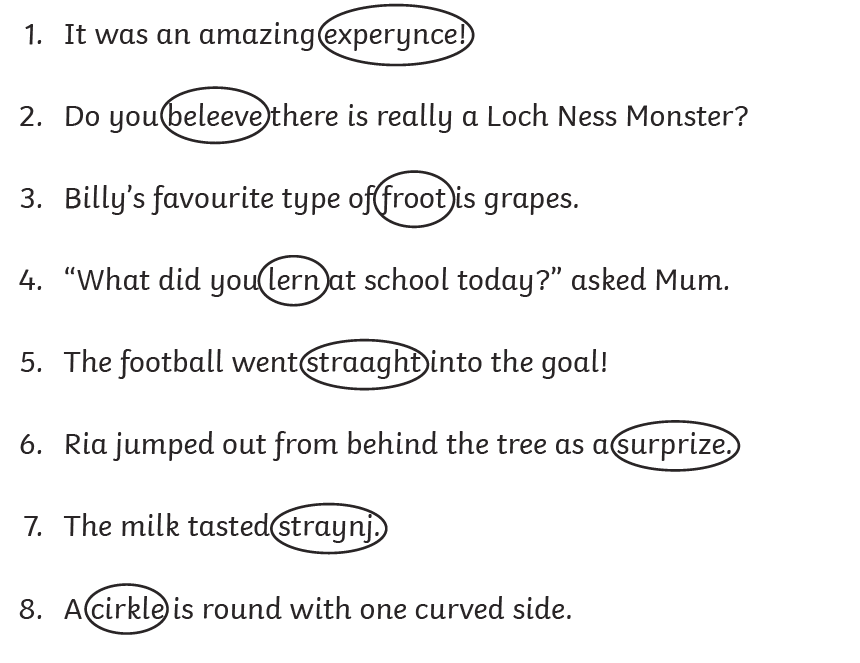 1. It was an amazing experynce!
2. Do you beleeve there is really a Loch Ness Monster?
3. Billy’s favourite type of froot is grapes.
4. “What did you lern at school today?” asked Mum.
5. The football went straaght into the goal!
6. Ria jumped out from behind the tree as a surprize.
7. The milk tasted straynj.
8. A cirkle is round with one curved side.